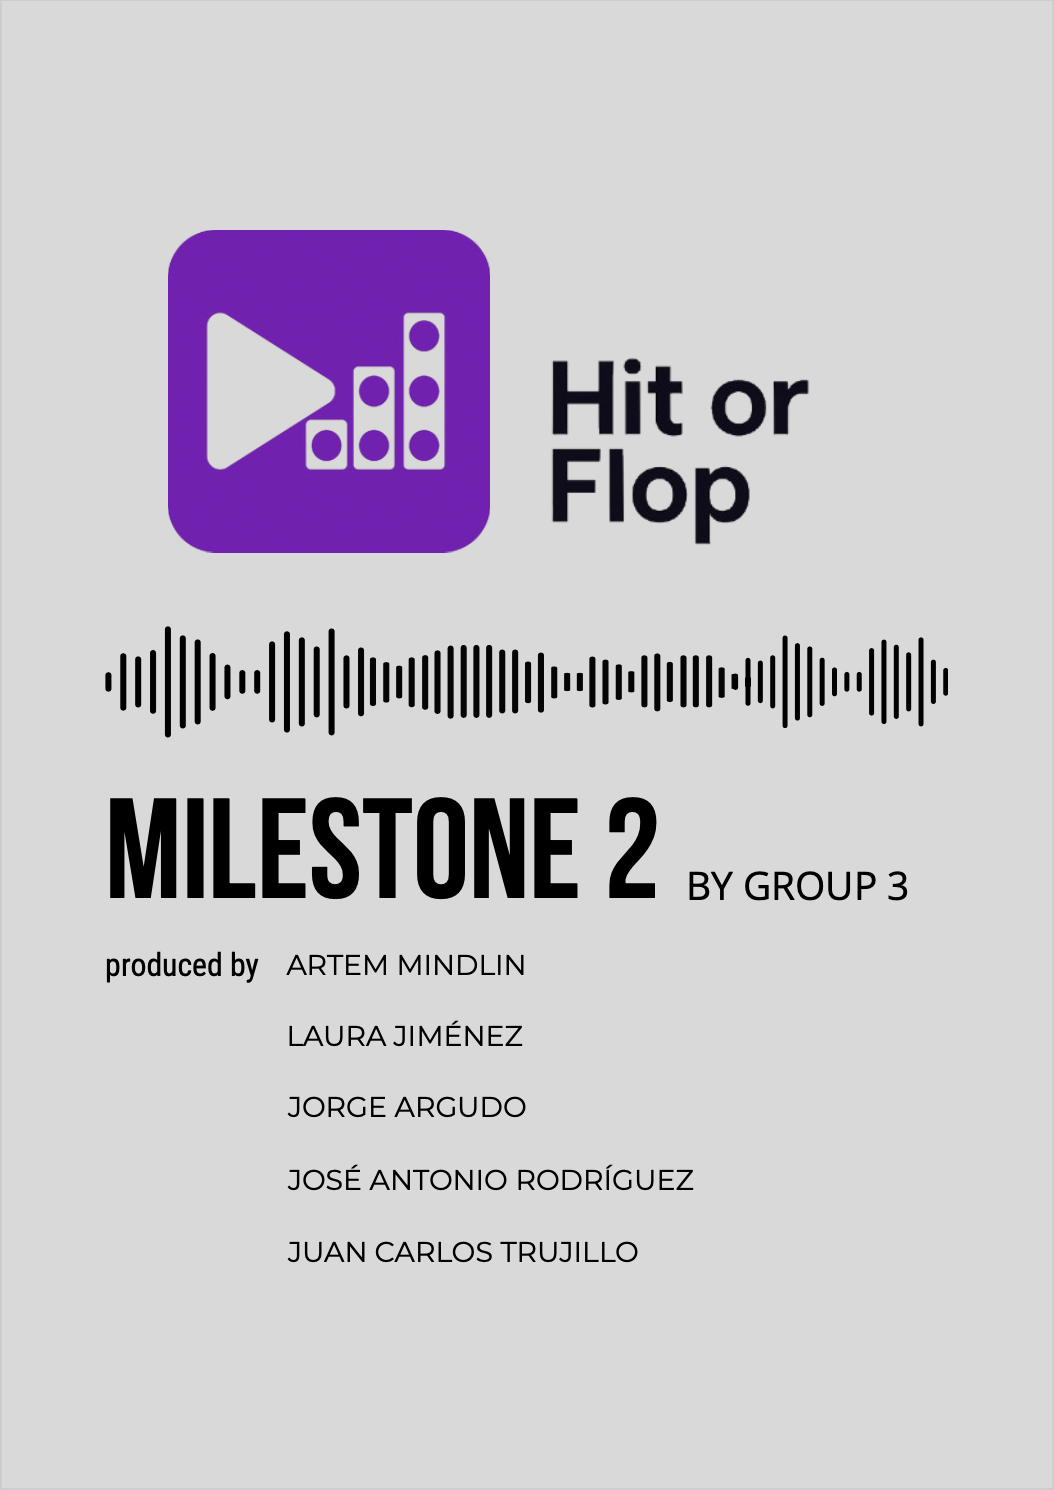 Hit or
Flop
MILESTONE 2 BY GROUP 3
produced by ARTEM MINDLIN
LAURA JIMÉNEZ
JORGE ARGUDO
JOSÉ ANTONIO RODRÍGUEZ
JUAN CARLOS TRUJILLO